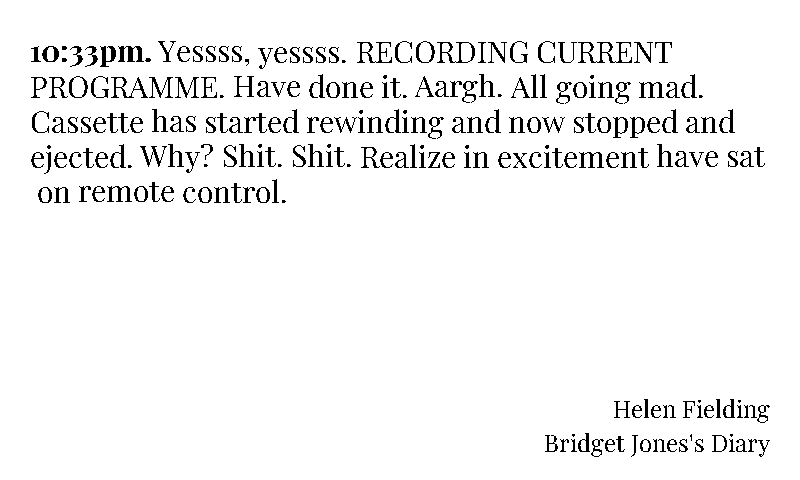 10:33pm. Yessss, yessss. RECORDING CURRENT
PROGRAMME. Have done it. Aargh. All going mad.
Cassette has started rewinding and now stopped and
ejected. Why? Shit. Shit. Realize in excitement have sat
on remote control.
Helen Fielding
Bridget Jones's Diary